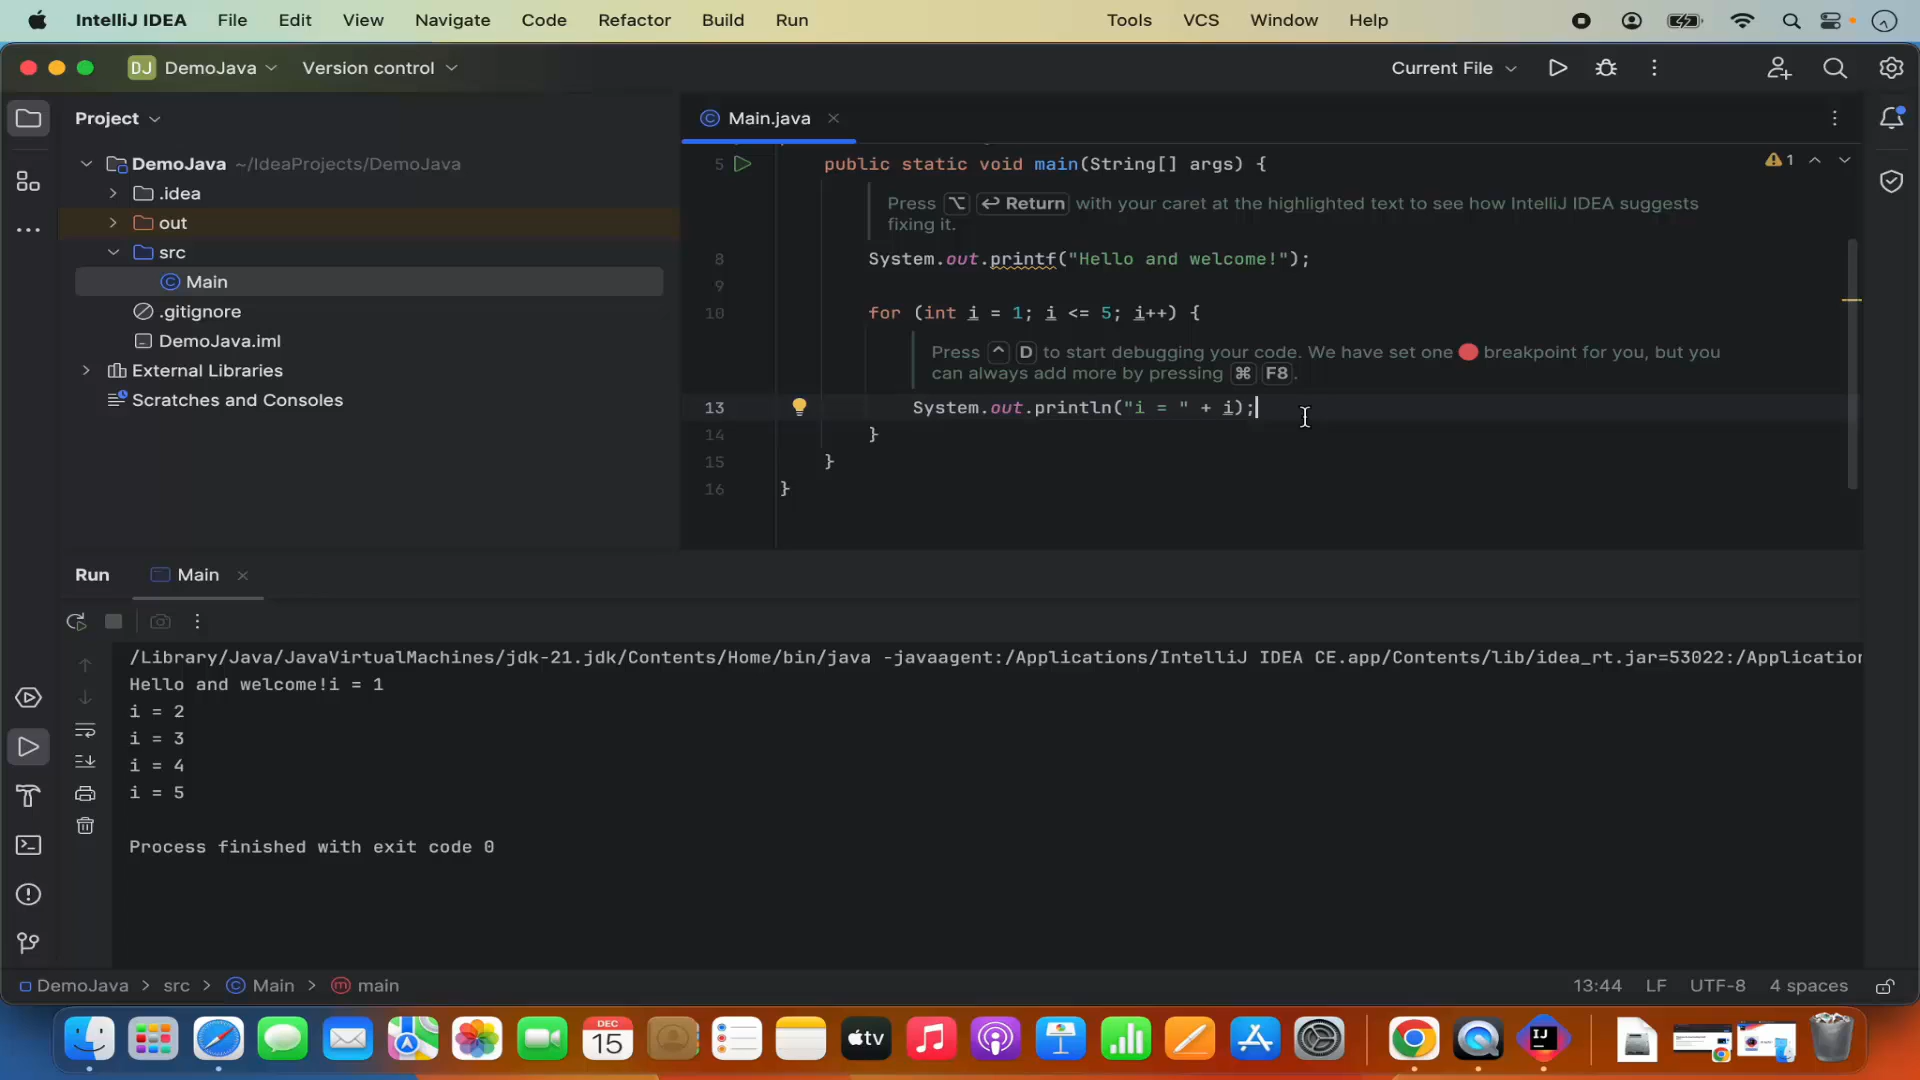 IntelliJ IDEA File Edit View Navigate Code Refactor Build Run Tools VCS Window Help
DJ DemoJava Version control Current File
Project
DemoJava ~/IdeaProjects/DemoJava
.idea
out
src
Main
.gitignore
DemoJava.iml
External Libraries
Scratches and Consoles
Main.java
5 public static void main(String[] args) { 1
Press ⌥ ↩ Return with your caret at the highlighted text to see how IntelliJ IDEA suggests
fixing it.
8 System.out.printf("Hello and welcome!");
9
10 for (int i = 1; i <= 5; i++) {
Press ^ D to start debugging your code. We have set one breakpoint for you, but you
can always add more by pressing ⌘ F8.
13 System.out.println("i = " + i);
14 }
15 }
16 }
Run Main
/Library/Java/JavaVirtualMachines/jdk-21.jdk/Contents/Home/bin/java -javaagent:/Applications/IntelliJ IDEA CE.app/Contents/lib/idea_rt.jar=53022:/Application
Hello and welcome!i = 1
i = 2
i = 3
i = 4
i = 5
Process finished with exit code 0
DemoJava > src > Main > main 13:44 LF UTF-8 4 spaces
DEC
15
tv
IJ